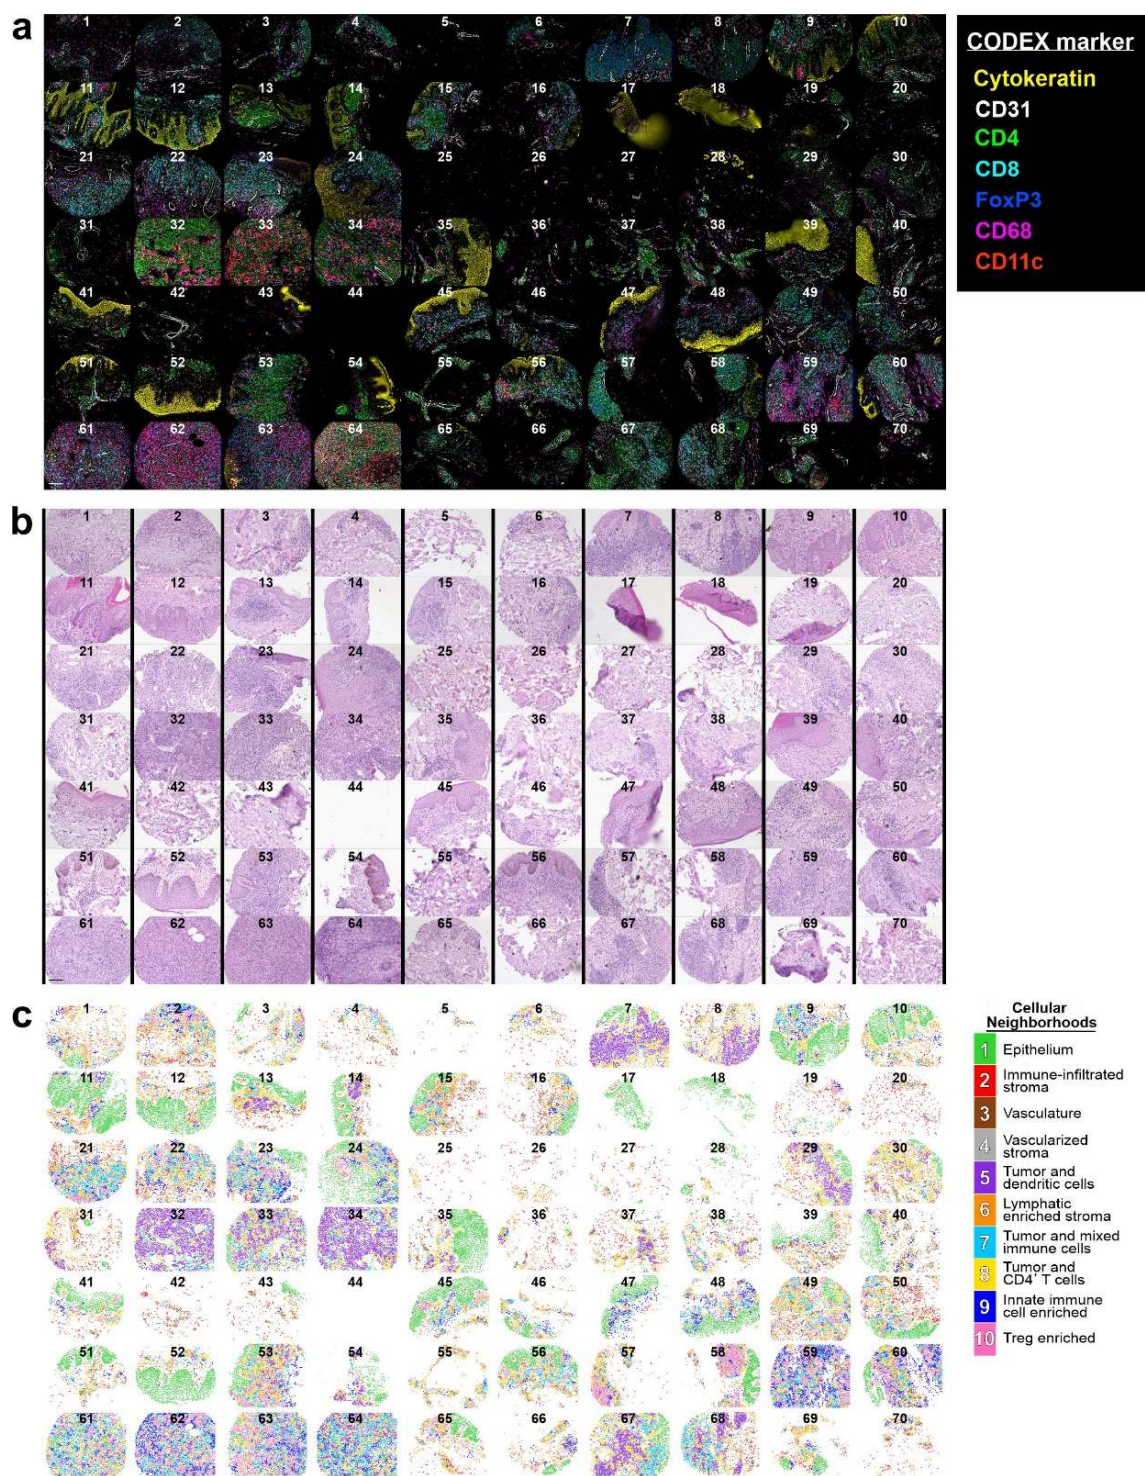 a
1 2 3 4 5 6 7 8 9 10
11 12 13 14 15 16 17 18 19 20
21 22 23 24 25 26 27 28 29 30
31 32 33 34 35 36 37 38 39 40
41 42 43 44 45 46 47 48 49 50
51 52 53 54 55 56 57 58 59 60
61 62 63 64 65 66 67 68 69 70
CODEX marker
Cytokeratin
CD31
CD4
CD8
FoxP3
CD68
CD11c
b
1 2 3 4 5 6 7 8 9 10
11 12 13 14 15 16 17 18 19 20
21 22 23 24 25 26 27 28 29 30
31 32 33 34 35 36 37 38 39 40
41 42 43 44 45 46 47 48 49 50
51 52 53 54 55 56 57 58 59 60
61 62 63 64 65 66 67 68 69 70
c
1 2 3 4 5 6 7 8 9 10
11 12 13 14 15 16 17 18 19 20
21 22 23 24 25 26 27 28 29 30
31 32 33 34 35 36 37 38 39 40
41 42 43 44 45 46 47 48 49 50
51 52 53 54 55 56 57 58 59 60
61 62 63 64 65 66 67 68 69 70
Cellular
Neighborhoods
1 Epithelium
2 Immune-infiltrated
stroma
3 Vasculature
4 Vascularized
stroma
5 Tumor and
dendritic cells
6 Lymphatic
enriched stroma
7 Tumor and mixed
immune cells
8 Tumor and
CD4⁺ T cells
9 Innate immune
cell enriched
10 Treg enriched